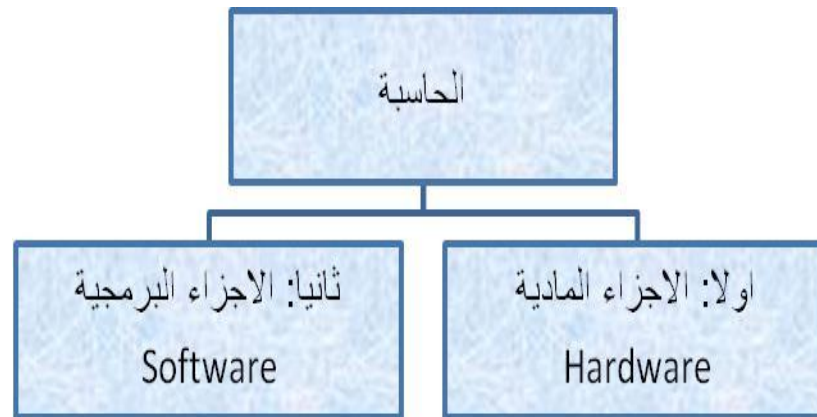 الحاسبة
اولا: الاجزاء المادية
Hardware
ثانيا: الاجزاء البرمجية
Software